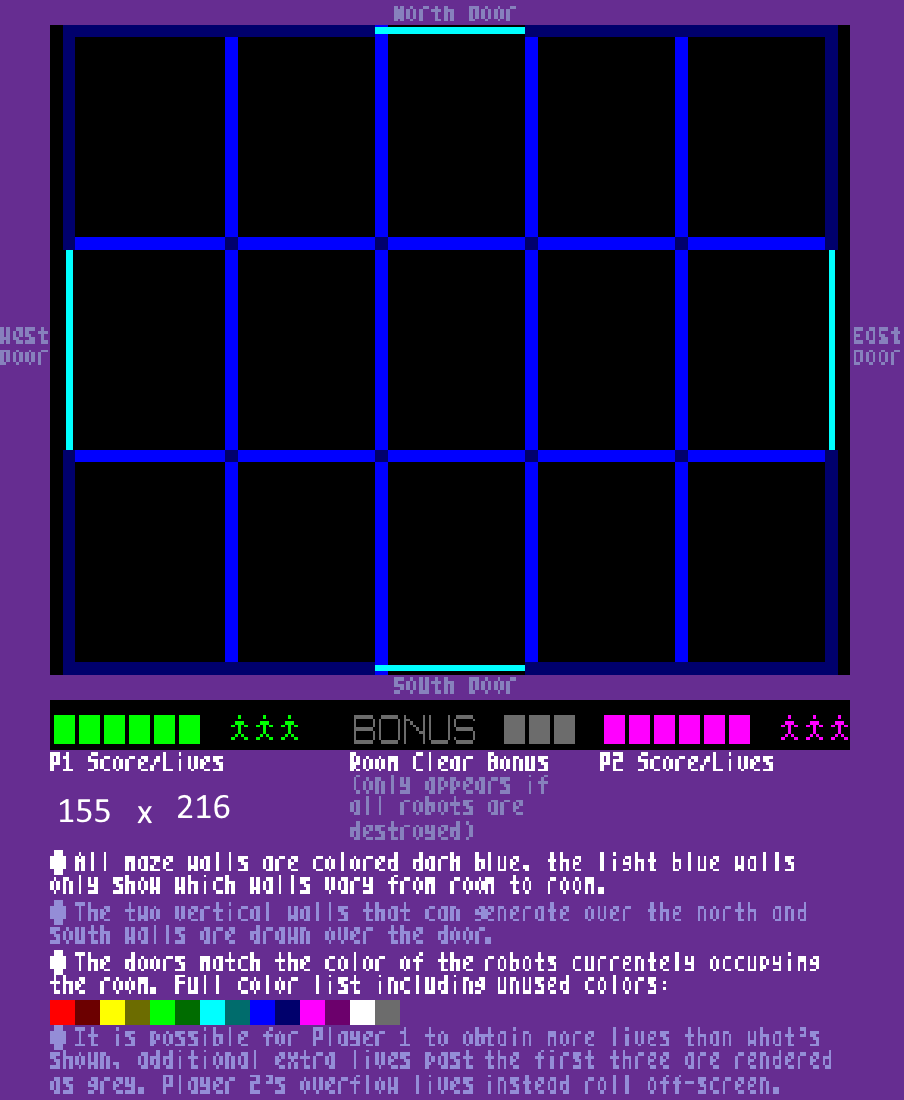 North Door
West
Door
East
Door
South Door
BONUS
P1 Score/Lives
Room Clear Bonus
P2 Score/Lives
(only appears if
all robots are
destroyed)
155 x 216
All maze walls are colored dark blue, the light blue walls
only show which walls vary from room to room.
The two vertical walls that can generate over the north and
south walls are drawn over the door.
The doors match the color of the robots currentely occupying
the room. Full color list including unused colors:
It is possible for Player 1 to obtain more lives than what's
shown, additional extra lives past the first three are rendered
as grey. Player 2's overflow lives instead roll off-screen.